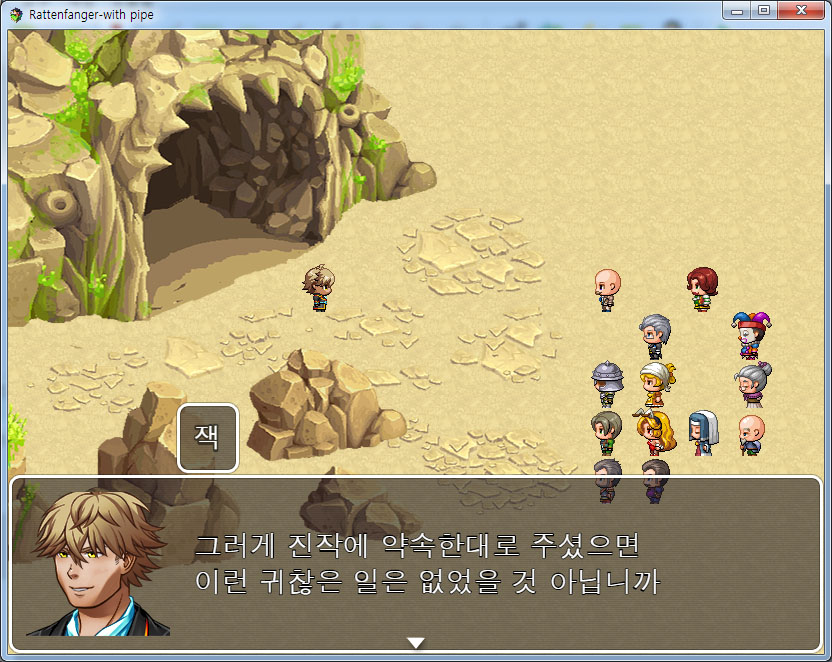 Rattenfanger-with pipe
잭
그러게 진작에 약속한대로 주셨으면
이런 귀찮은 일은 없었을 것 아닙니까